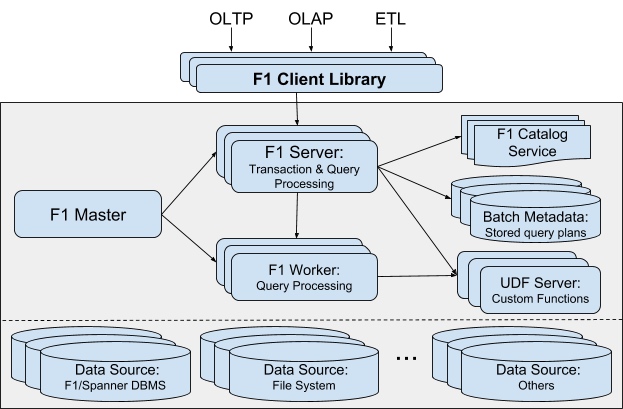 OLTP OLAP ETL
F1 Client Library
F1 Server:
Transaction & Query
Processing
F1 Catalog
Service
Batch Metadata:
Stored query plans
F1 Master
F1 Worker:
Query Processing
UDF Server:
Custom Functions
Data Source:
F1/Spanner DBMS
Data Source:
File System
...
Data Source:
Others